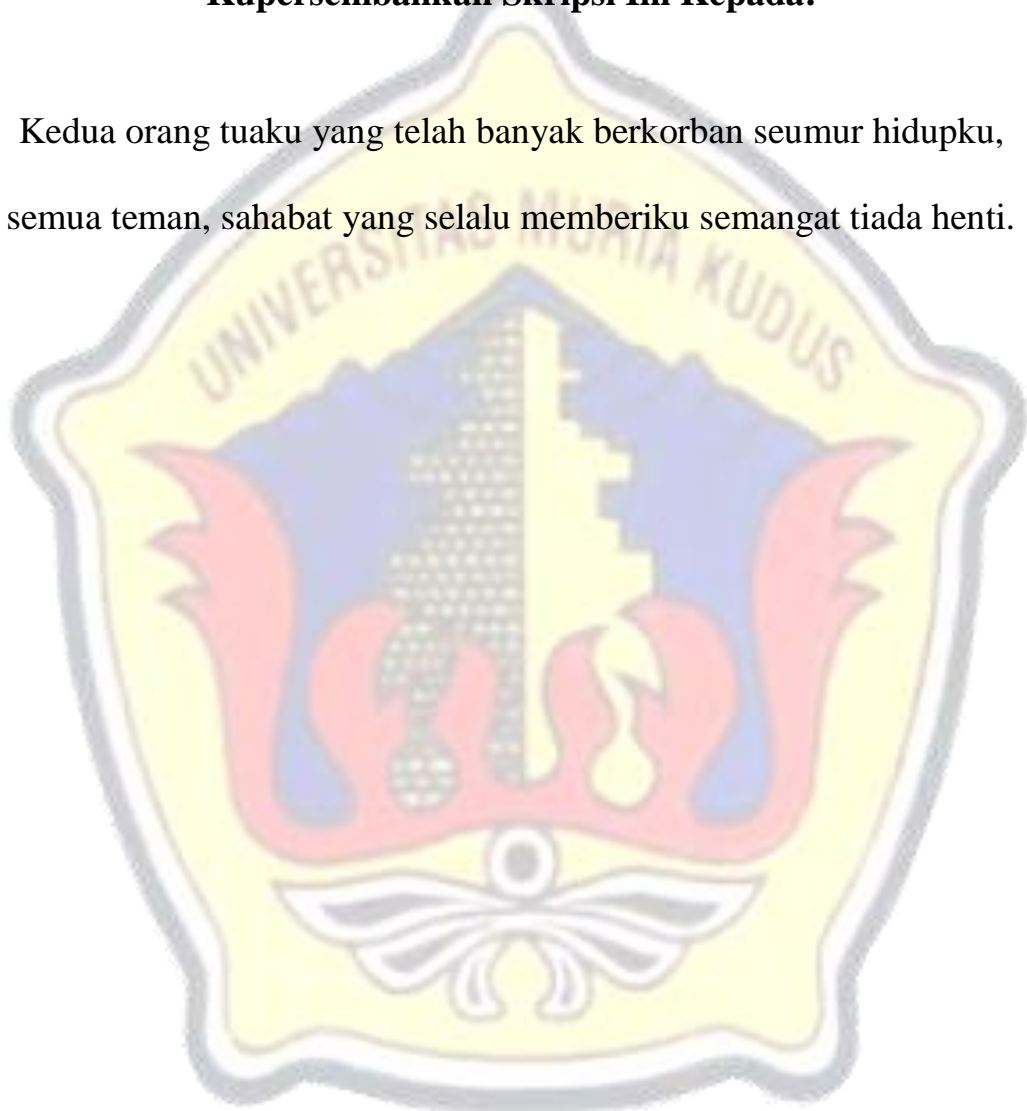 Kupersembahkan Skripsi Ini Kepada:
Kedua orang tuaku yang telah banyak berkorban seumur hidupku,
semua teman, sahabat yang selalu memberiku semangat tiada henti.
UNIVERSITAS MURIA KUDUS